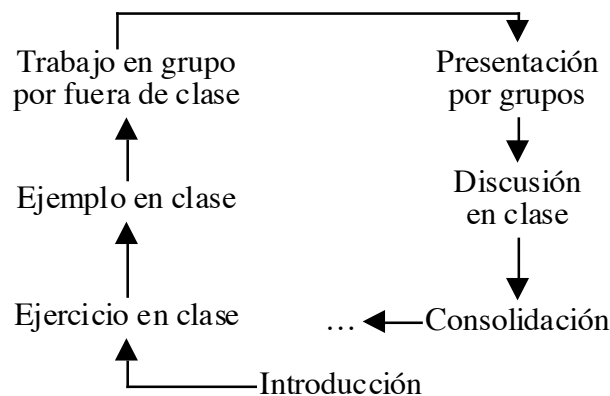 Trabajo en grupo
por fuera de clase
Presentación
por grupos
Ejemplo en clase
Discusión
en clase
Ejercicio en clase
...
Consolidación
Introducción